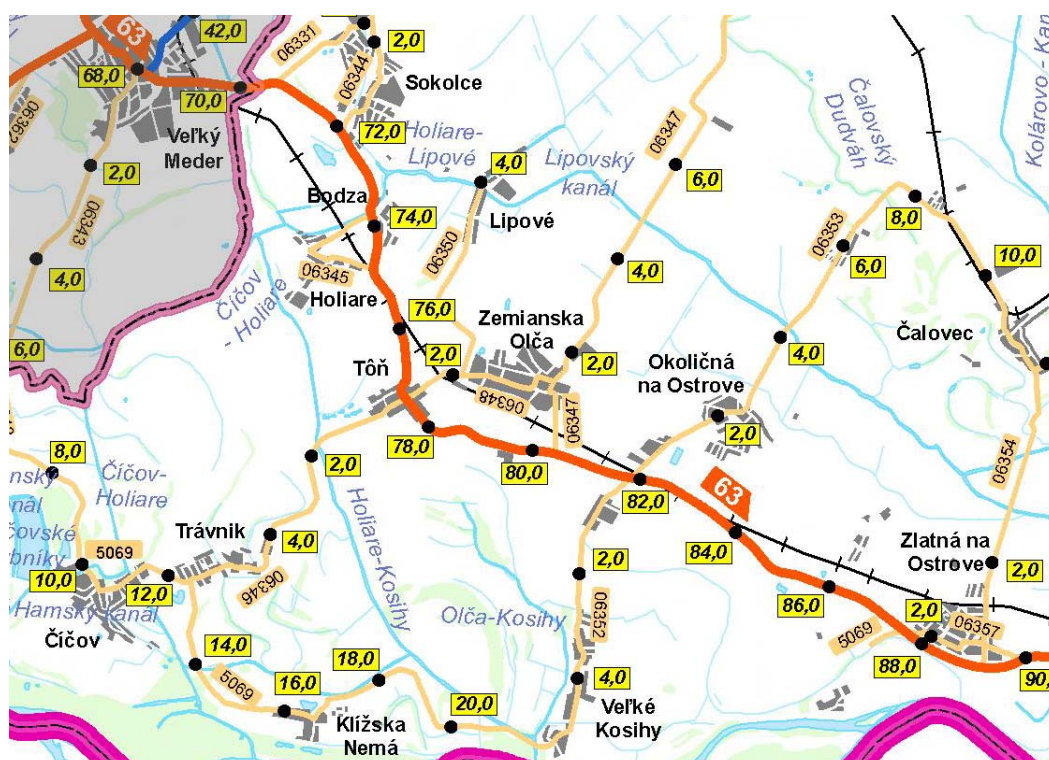 63
42,0
68,0
70,0
Veľký
Meder
06331
06344
2,0
Sokolce
72,0
Holiare-
Lipové
4,0
Lipovský
kanál
06347
6,0
Čalovský
Dudváh
Kolárovo - Kan
06343
2,0
4,0
6,0
Bodza
74,0
Lipové
06350
06345
Holiare
Číčov
- Holiare
76,0
Zemianska
Olča
4,0
06353
8,0
6,0
10,0
Čalovec
4,0
Tôň
2,0
2,0
Okoličná
na Ostrove
2,0
06348
06347
78,0
80,0
82,0
63
84,0
06354
8,0
Číčov-
Holiare
2,0
Holiare-Kosihy
Trávnik
4,0
06346
5069
10,0
12,0
Hamský kanál
Číčov
14,0
5069
16,0
18,0
Klížska
Nemá
20,0
Olča-Kosihy
2,0
06352
4,0
Veľké
Kosihy
86,0
Zlatná na
Ostrove
2,0
2,0
06357
5069
88,0
90,